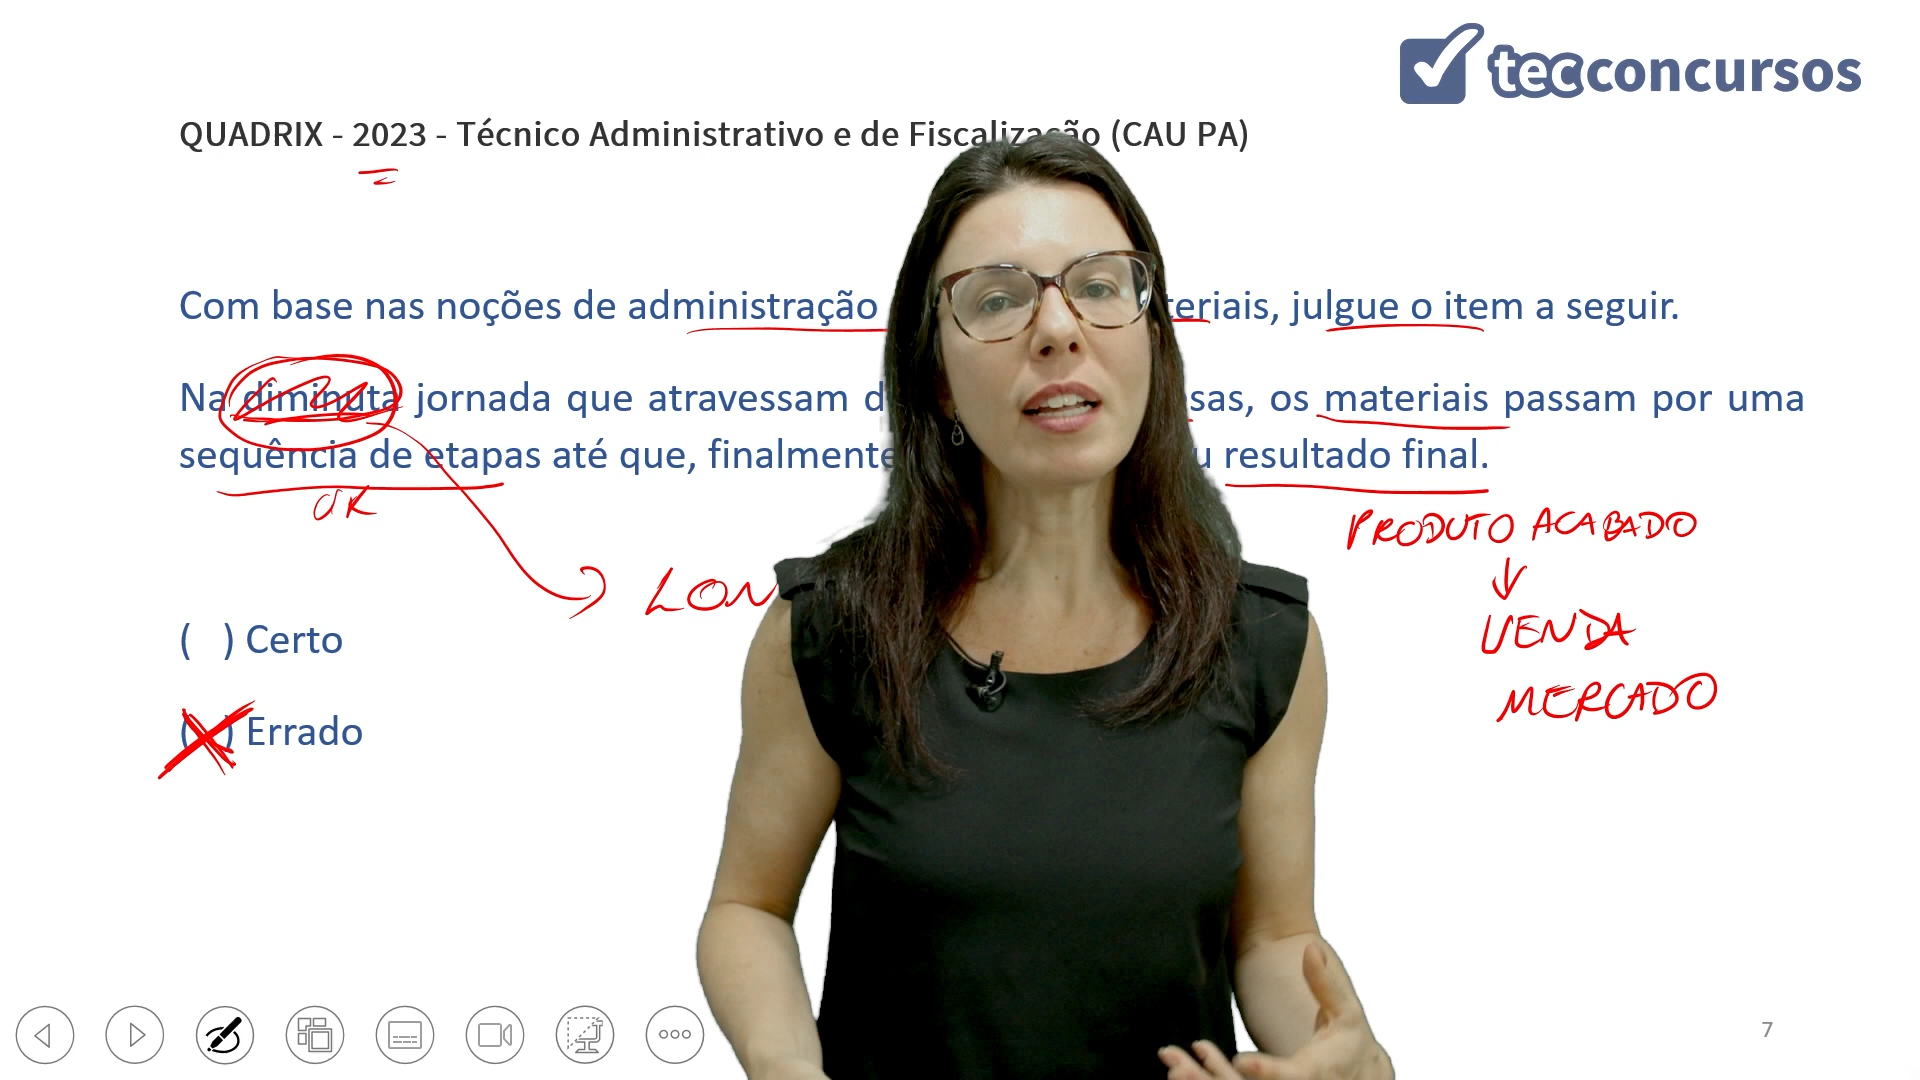 tecconcursos
QUADRIX - 2023 - Técnico Administrativo e de Fiscalização (CAU PA)
Com base nas noções de administração teriais, julgue o item a seguir.
Na diminuta jornada que atravessam d sas, os materiais passam por uma
sequência de etapas até que, finalmente u resultado final.
OK
PRODUTO ACABADO
LON
VENDA
( ) Certo
MERCADO
( ) Errado
7